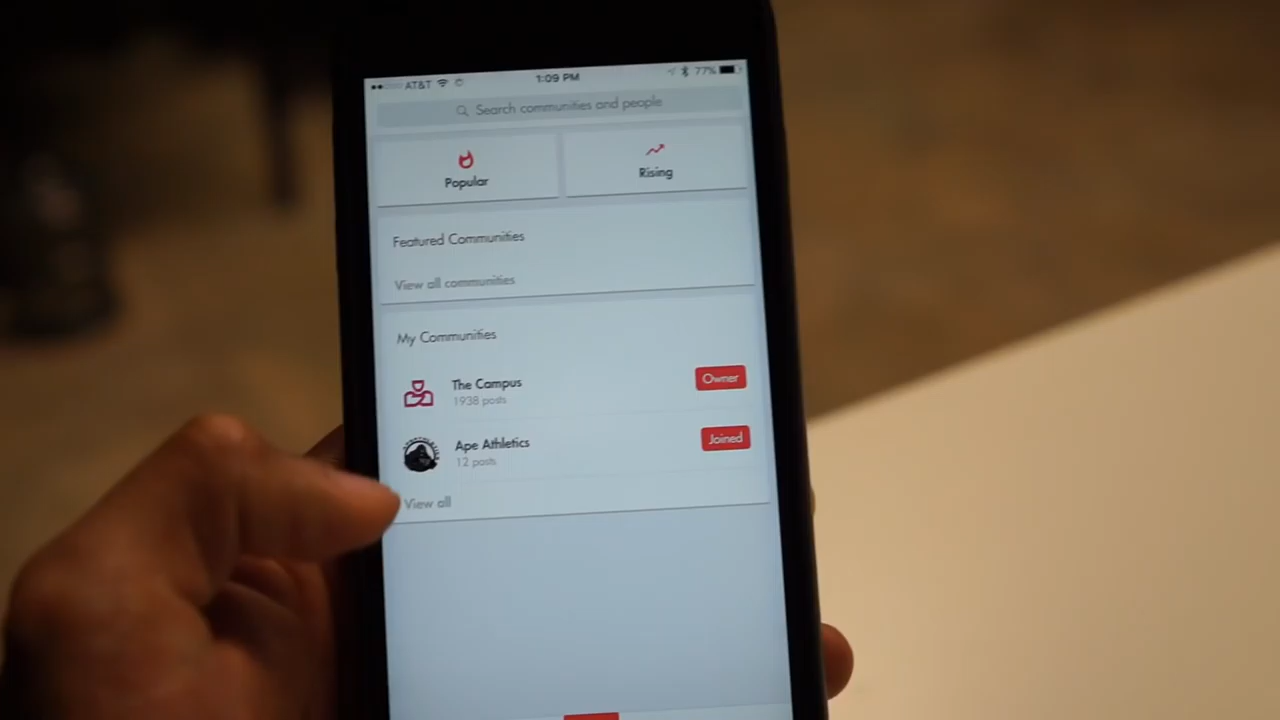 AT&T 1:09 PM 77%
Search communities and people
Popular
Rising
Featured Communities
View all communities
My Communities
The Campus
1938 posts
Owner
Ape Athletics
12 posts
Joined
View all